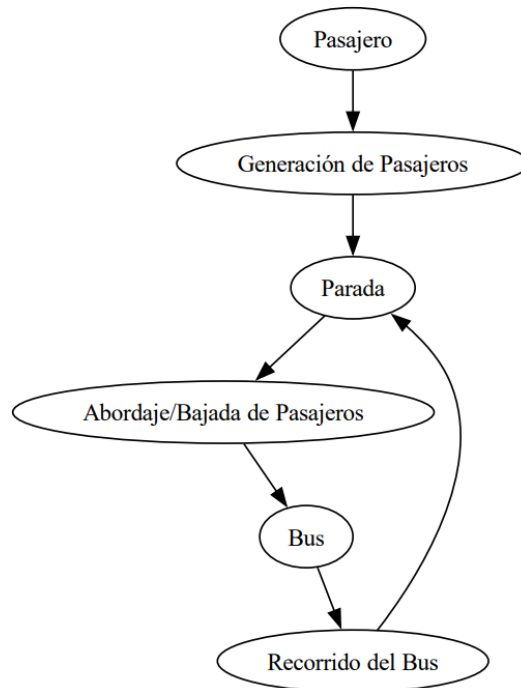 Pasajero
Generación de Pasajeros
Parada
Abordaje/Bajada de Pasajeros
Bus
Recorrido del Bus